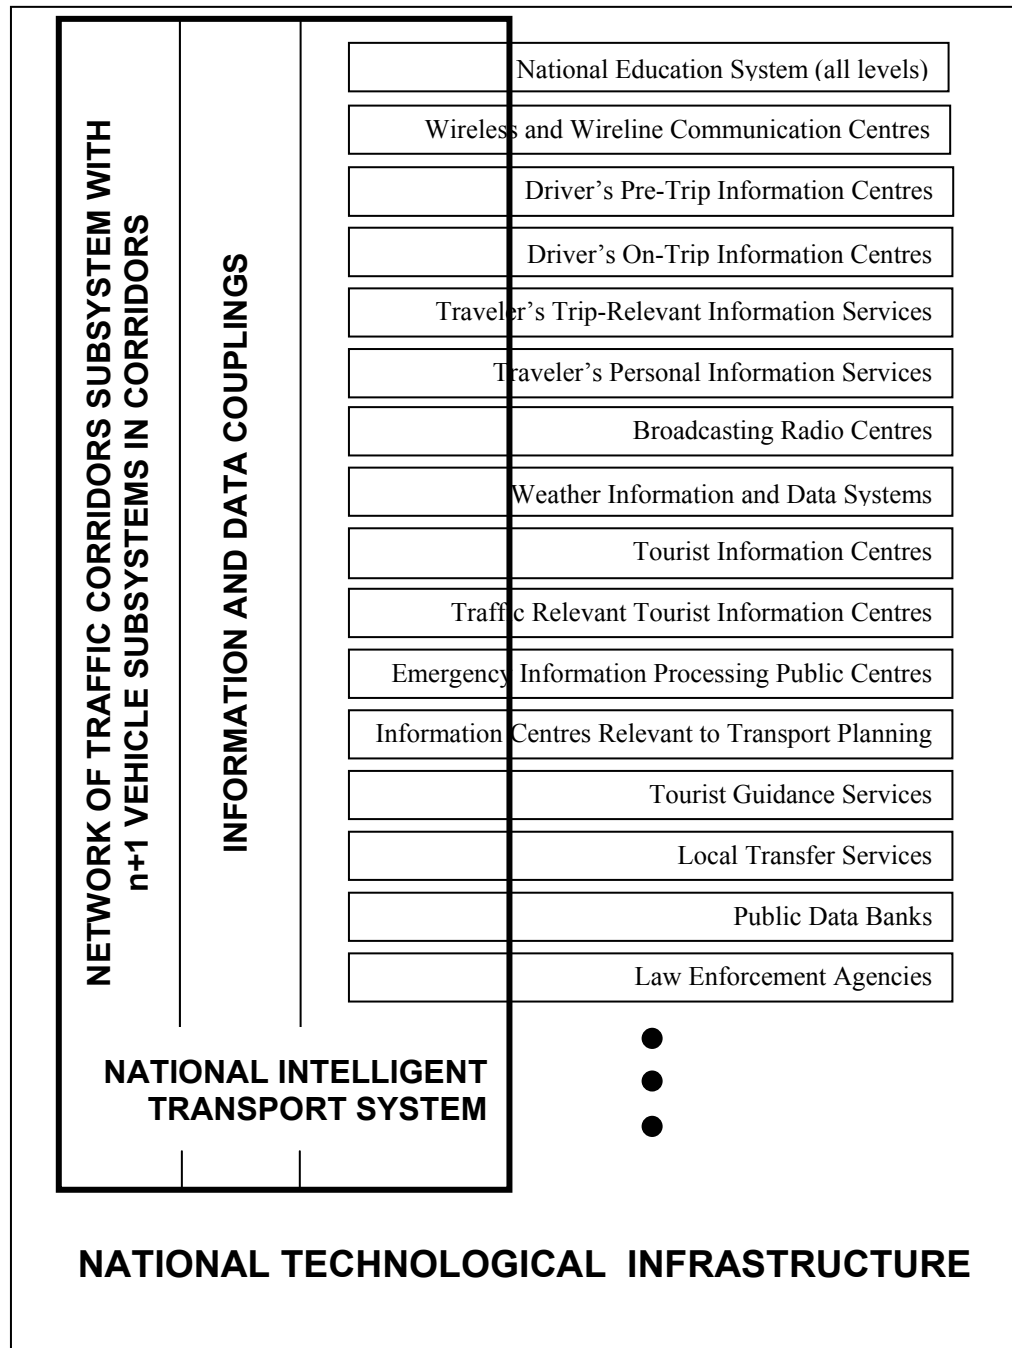 NETWORK OF TRAFFIC CORRIDORS SUBSYSTEM WITH
n+1 VEHICLE SUBSYSTEMS IN CORRIDORS
INFORMATION AND DATA COUPLINGS
National Education System (all levels)
Wireless and Wireline Communication Centres
Driver’s Pre-Trip Information Centres
Driver’s On-Trip Information Centres
Traveler’s Trip-Relevant Information Services
Traveler’s Personal Information Services
Broadcasting Radio Centres
Weather Information and Data Systems
Tourist Information Centres
Traffic Relevant Tourist Information Centres
Emergency Information Processing Public Centres
Information Centres Relevant to Transport Planning
Tourist Guidance Services
Local Transfer Services
Public Data Banks
Law Enforcement Agencies
NATIONAL INTELLIGENT
TRANSPORT SYSTEM
NATIONAL TECHNOLOGICAL INFRASTRUCTURE